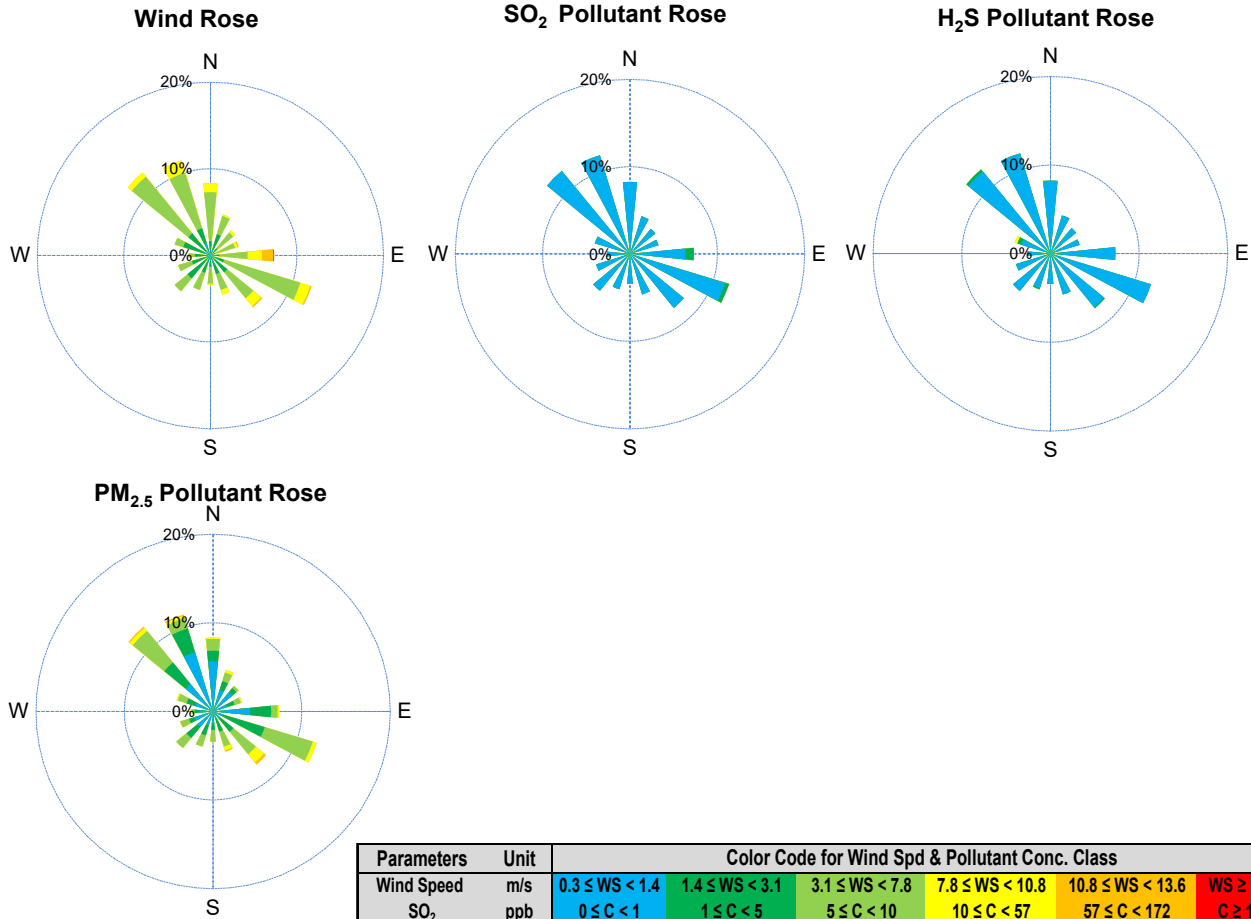 Wind Rose
N
20%
10%
0%
W
E
S
SO₂ Pollutant Rose
N
20%
10%
0%
W
E
S
H₂S Pollutant Rose
N
20%
10%
0%
W
E
S
PM₂.₅ Pollutant Rose
N
20%
10%
0%
W
E
S
Parameters Unit Color Code for Wind Spd & Pollutant Conc. Class
Wind Speed m/s 0.3 ≤ WS < 1.4 1.4 ≤ WS < 3.1 3.1 ≤ WS < 7.8 7.8 ≤ WS < 10.8 10.8 ≤ WS < 13.6 WS ≥
SO₂ ppb 0 ≤ C < 1 1 ≤ C < 5 5 ≤ C < 10 10 ≤ C < 57 57 ≤ C < 172 C ≥